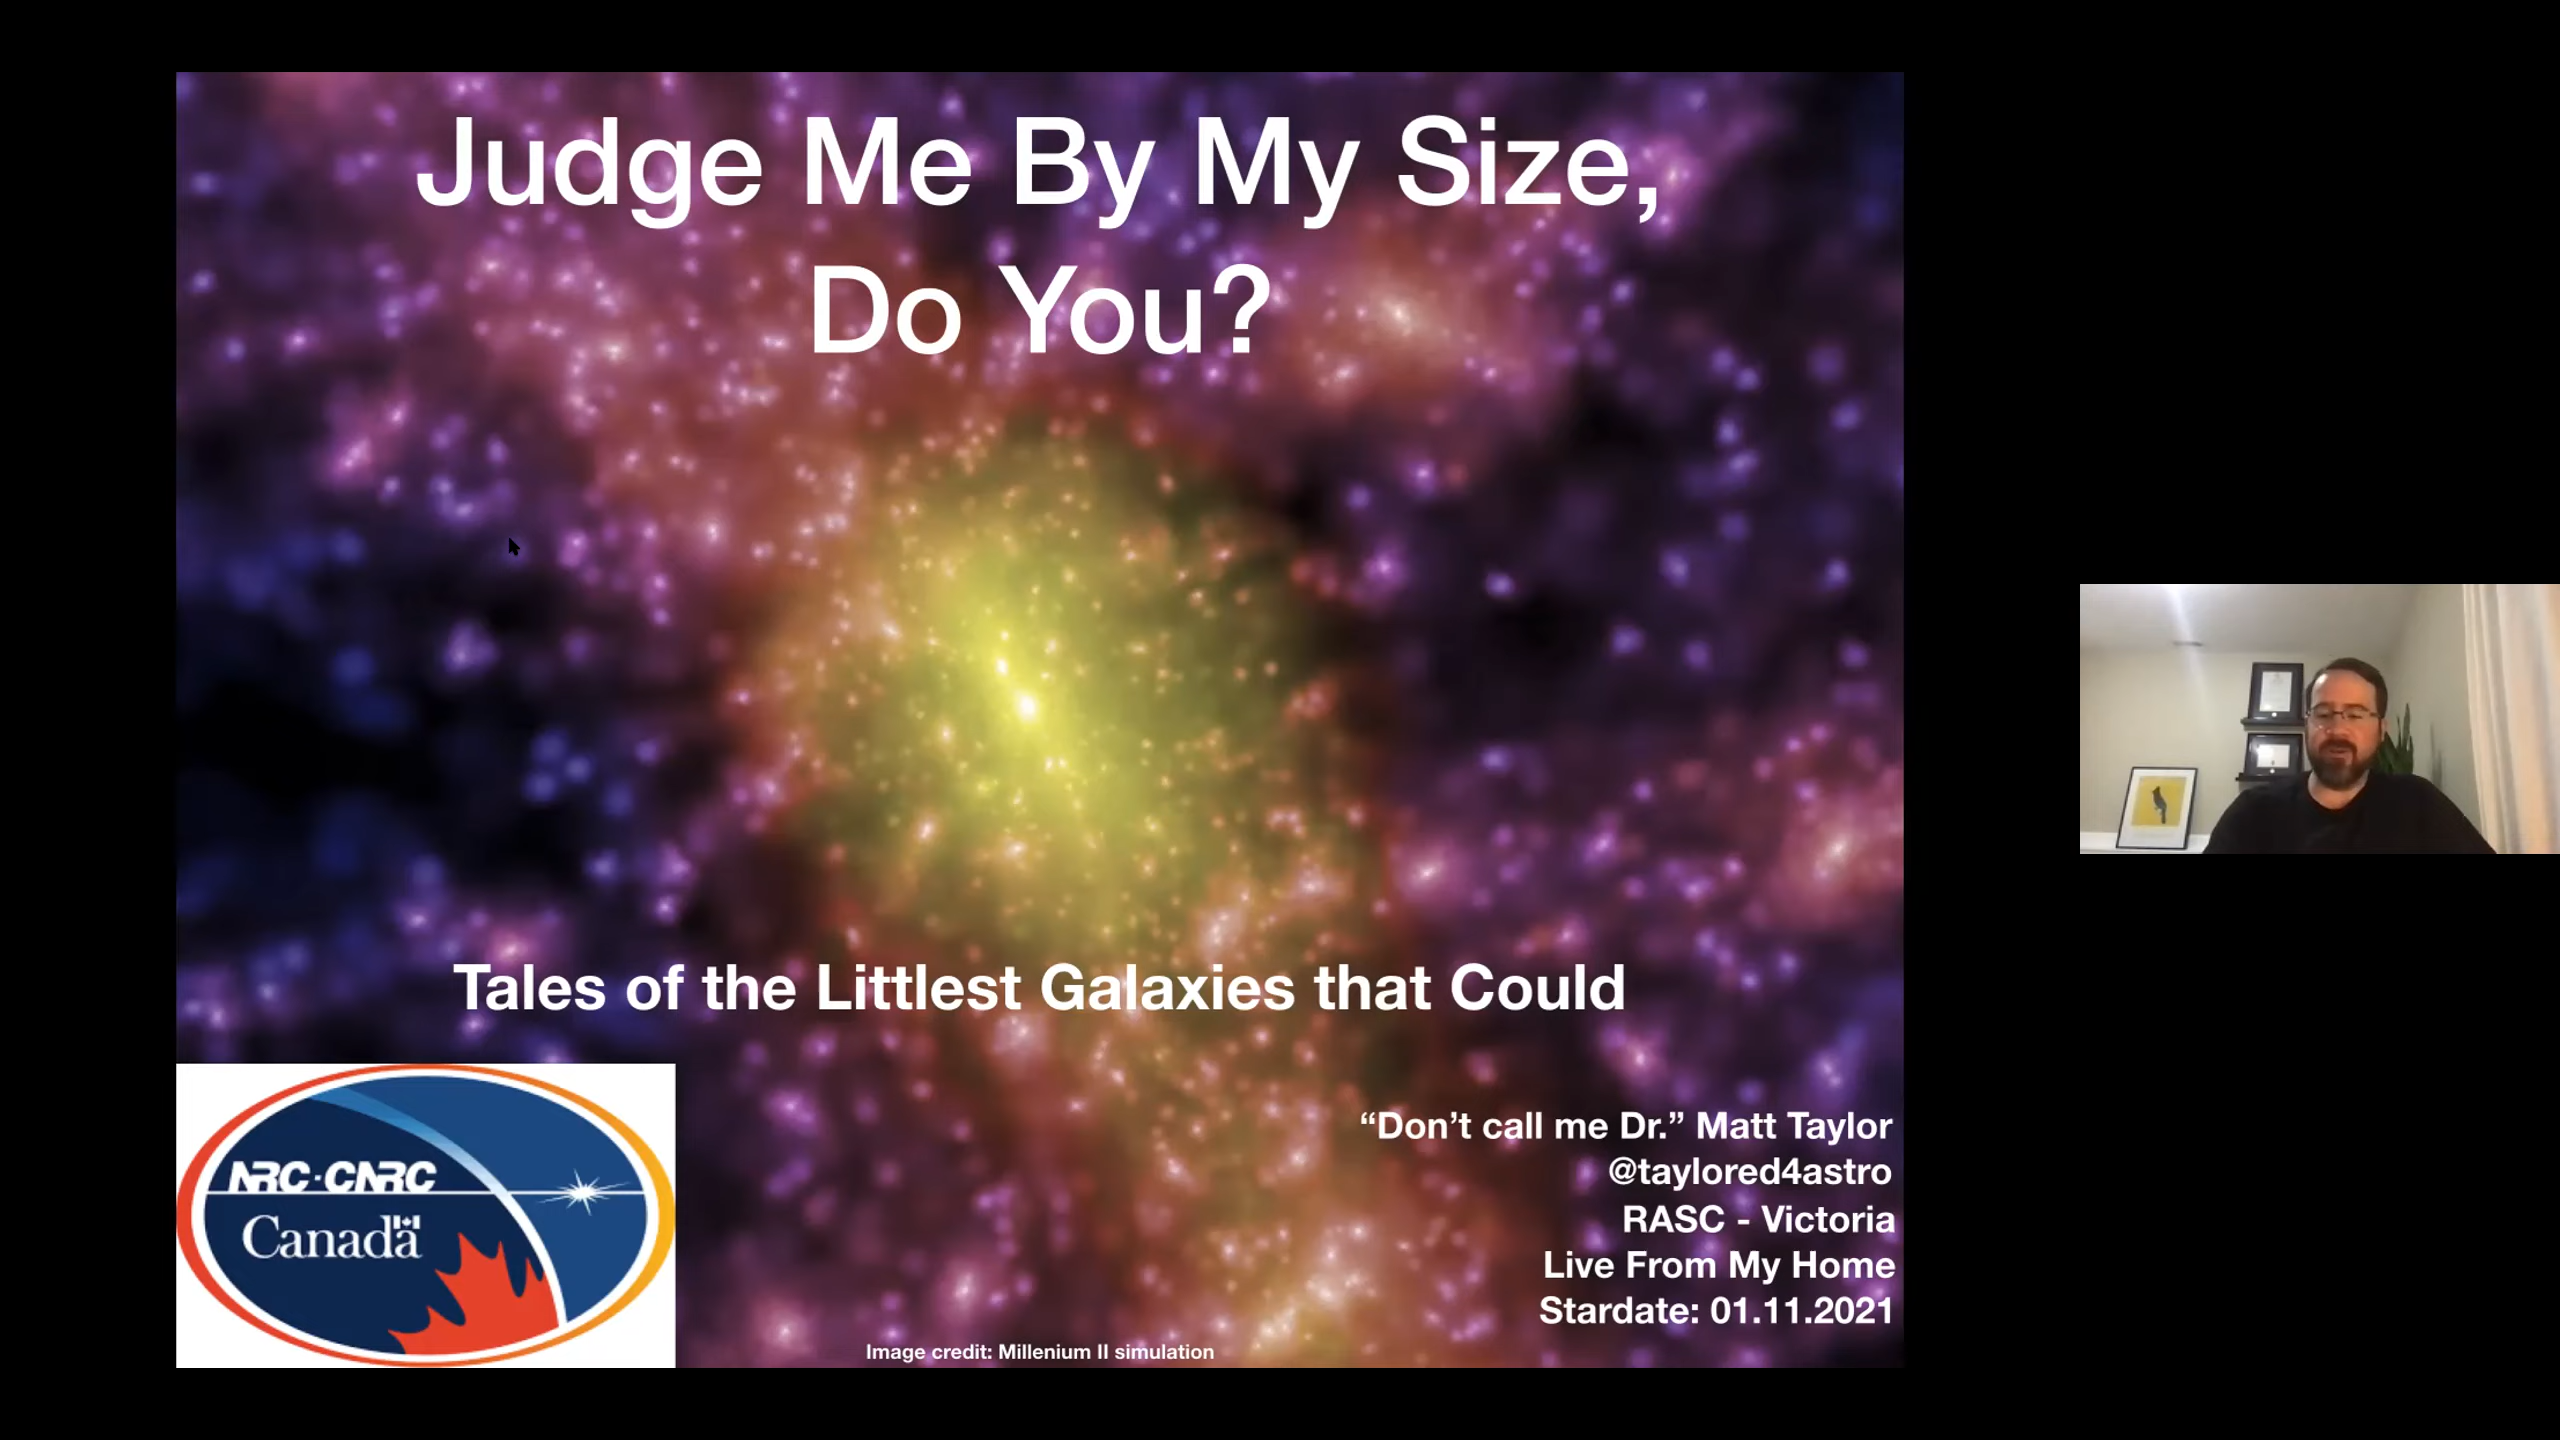 Judge Me By My Size,
Do You?
Tales of the Littlest Galaxies that Could
NRC·CNRC
Canada
“Don’t call me Dr.” Matt Taylor
@taylored4astro
RASC - Victoria
Live From My Home
Stardate: 01.11.2021
Image credit: Millenium II simulation